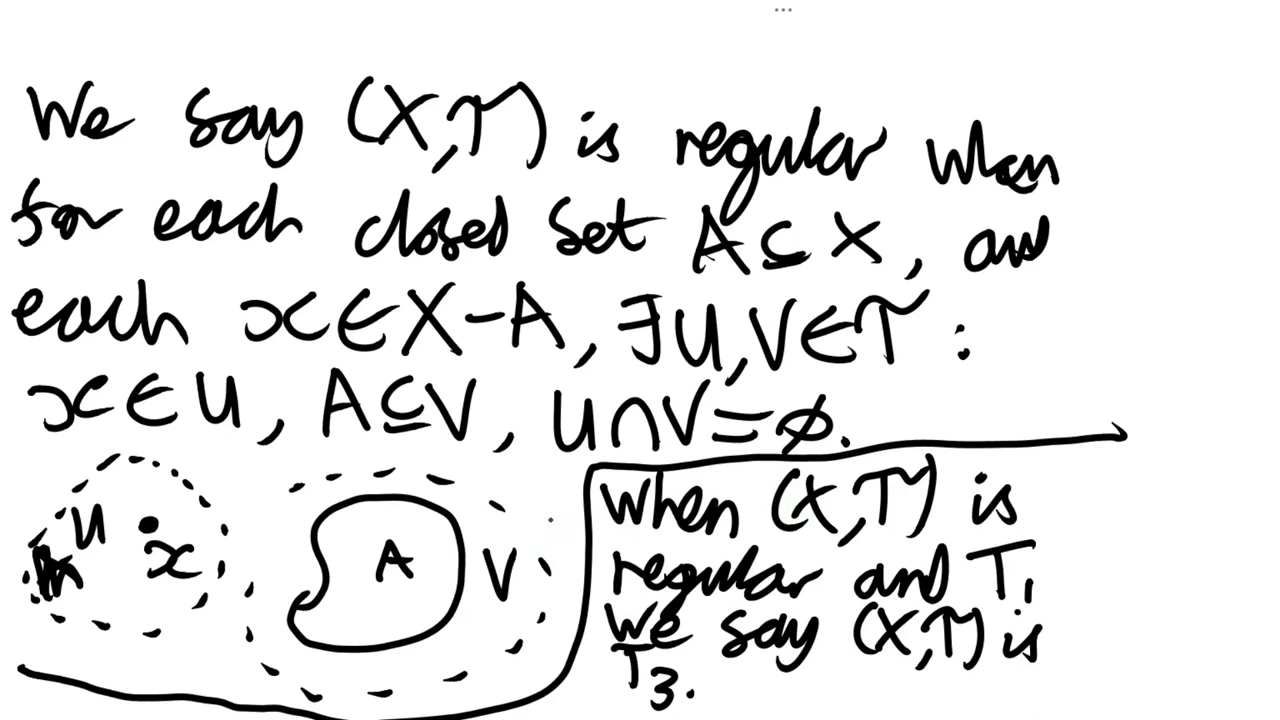 We say (X,T) is regular when
for each closed set A ⊆ X, and
each x∈X-A, ∃U,V∈T :
x∈U, A⊆V, U∩V=ø.
U
x
A
V
When (X,T) is
regular and T₁
We say (X,T) is
T₃.